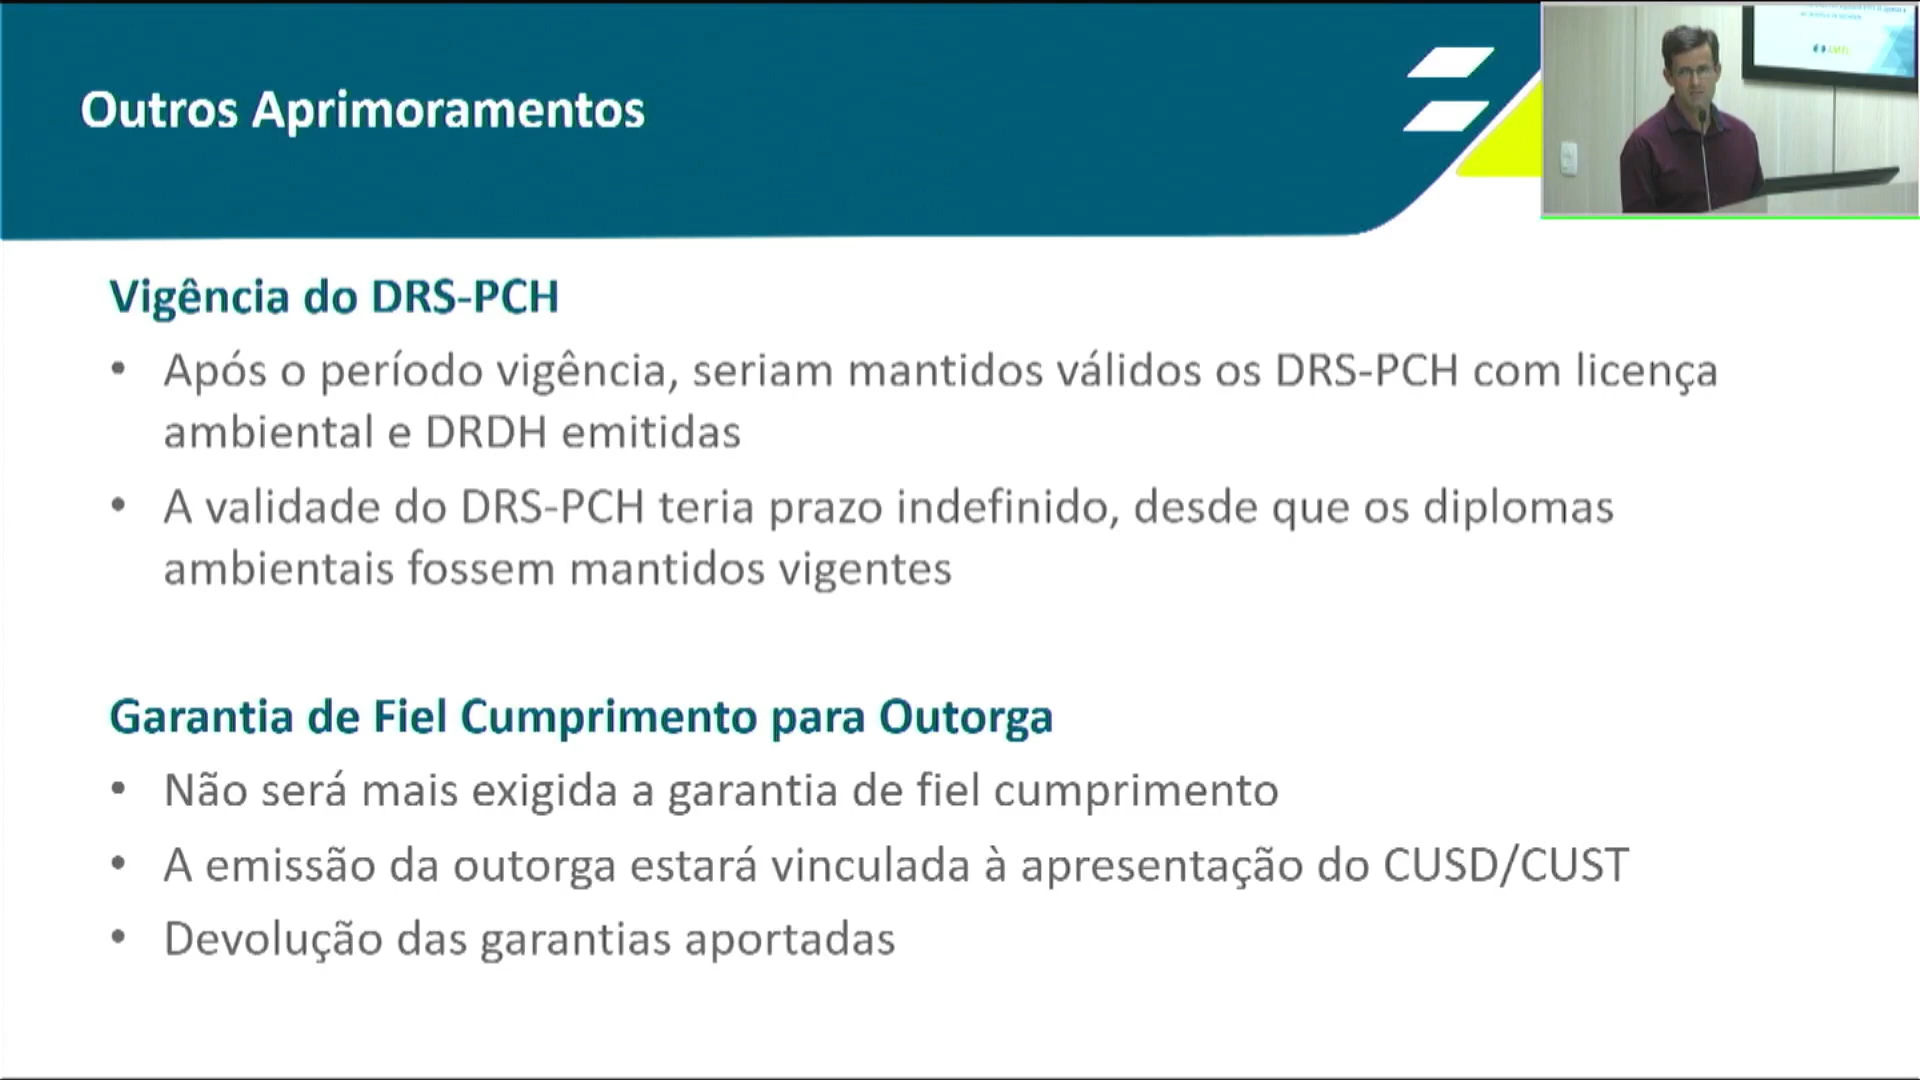 Outros Aprimoramentos
Vigência do DRS-PCH
• Após o período vigência, seriam mantidos válidos os DRS-PCH com licença
ambiental e DRDH emitidas
• A validade do DRS-PCH teria prazo indefinido, desde que os diplomas
ambientais fossem mantidos vigentes
Garantia de Fiel Cumprimento para Outorga
• Não será mais exigida a garantia de fiel cumprimento
• A emissão da outorga estará vinculada à apresentação do CUSD/CUST
• Devolução das garantias aportadas